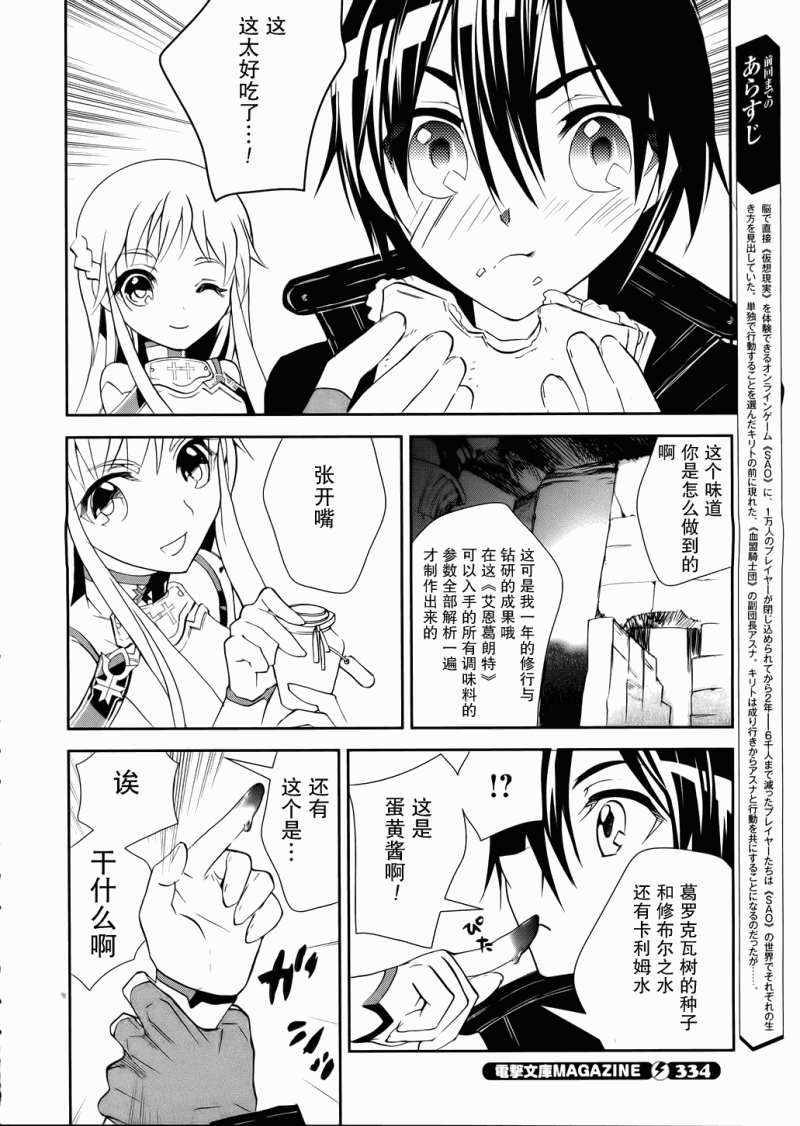 前回までの
あらすじ
脳で直接《仮想現実》を体験できるオンラインゲーム《SAO》に、1万人のプレイヤーが閉じ込められてから2年──6千人まで減ったプレイヤーたちは《SAO》の世界でそれぞれの生
き方を見出していた。単独で行動することを選んだキリトの前に現れた、《血盟騎士団》の副団長アスナ。キリトは成り行きからアスナと行動を共にすることになるのだったが……。
这
这太好吃了……!
这个味道
你是怎么做到的
啊
这可是我一年的修行与
钻研的成果哦
在这《艾恩葛朗特》
可以入手的所有调味料的
参数全部解析一遍
才制作出来的
张开嘴
葛罗克瓦树的种子
和修布尔之水
还有卡利姆水
ぴた
!?
这是
蛋黄酱啊!
还有
这个是…
诶
干什么啊
ガシッ
電撃文庫MAGAZINE 334